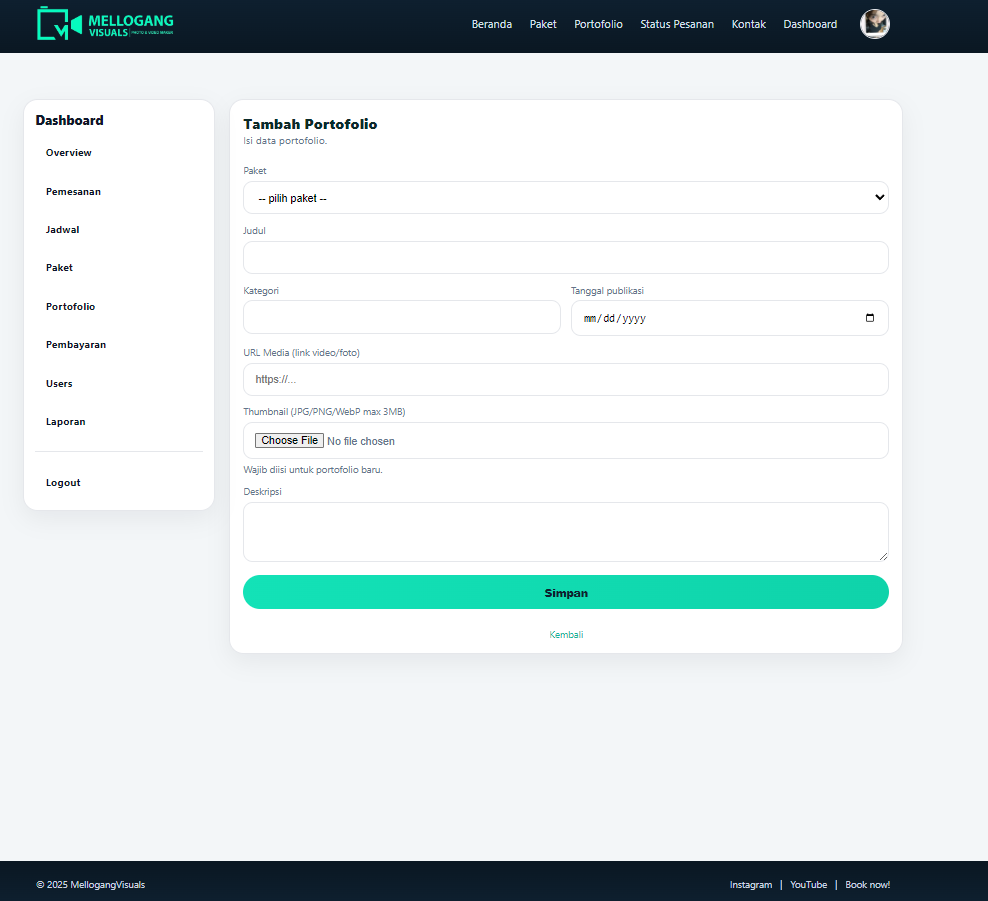 MELLOGANG
VISUALS | PHOTO & VIDEO MAKER
Beranda Paket Portofolio Status Pesanan Kontak Dashboard
Dashboard
Overview
Pemesanan
Jadwal
Paket
Portofolio
Pembayaran
Users
Laporan
Logout
Tambah Portofolio
Isi data portofolio.
Paket
-- pilih paket --
Judul
Kategori
Tanggal publikasi
mm/dd/yyyy
URL Media (link video/foto)
https://...
Thumbnail (JPG/PNG/WebP max 3MB)
Choose File No file chosen
Wajib diisi untuk portofolio baru.
Deskripsi
Simpan
Kembali
© 2025 MellogangVisuals
Instagram | YouTube | Book now!